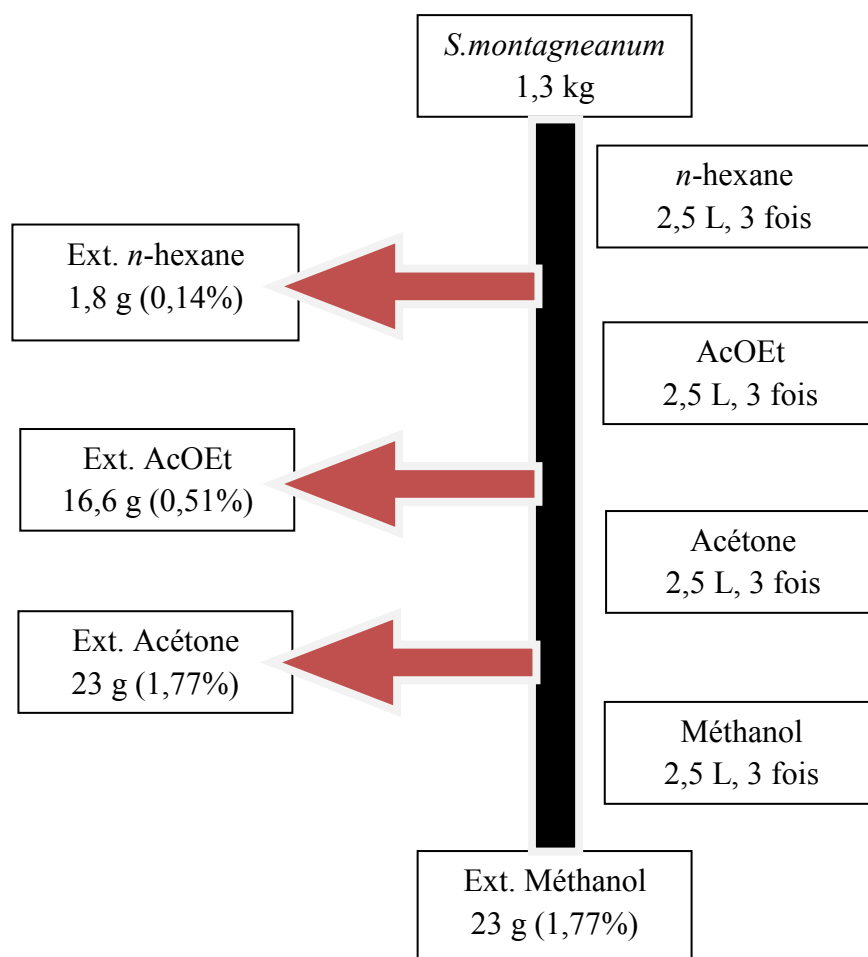 S.montagneanum
1,3 kg
n-hexane
2,5 L, 3 fois
Ext. n-hexane
1,8 g (0,14%)
AcOEt
2,5 L, 3 fois
Ext. AcOEt
16,6 g (0,51%)
Acétone
2,5 L, 3 fois
Ext. Acétone
23 g (1,77%)
Méthanol
2,5 L, 3 fois
Ext. Méthanol
23 g (1,77%)